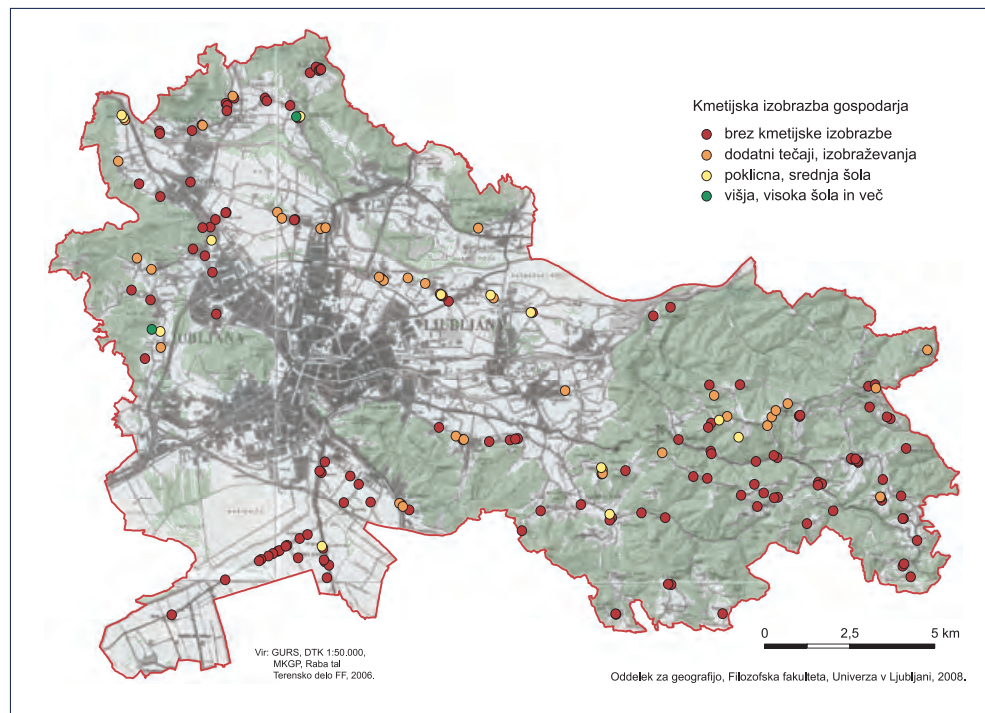 Kmetijska izobrazba gospodarja
brez kmetijske izobrazbe
dodatni tečaji, izobraževanja
poklicna, srednja šola
višja, visoka šola in več
LJUBLJANA
0 2,5 5 km
Vir: GURS, DTK 1:50.000,
MKGP, Raba tal
Terensko delo FF, 2006.
Oddelek za geografijo, Filozofska fakulteta, Univerza v Ljubljani, 2008.